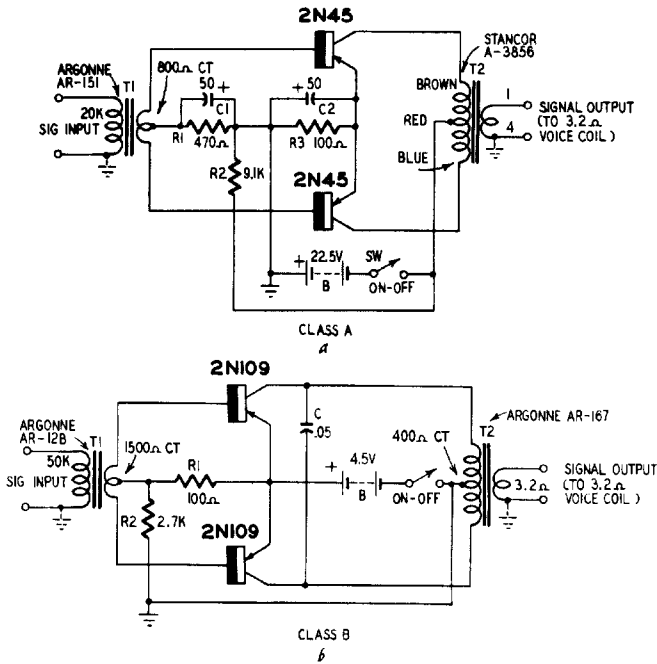 2N45
STANCOR
A-3856
ARGONNE
AR-151
T1
800Ω CT
50 +
+ 50
T2
BROWN
C1
C2
1
20K
SIG INPUT
RED
SIGNAL OUTPUT
(TO 3.2Ω
VOICE COIL)
R1
470Ω
R3 100Ω
4
R2 9.1K
BLUE
2N45
+ 22.5V
SW
B
ON-OFF
CLASS A
a
2N109
ARGONNE
AR-12B
T1
C
.05
ARGONNE AR-167
T2
400Ω CT
1500Ω CT
50K
R1
+ 4.5V
SIG INPUT
100Ω
B
ON-OFF
3.2Ω
SIGNAL OUTPUT
(TO 3.2Ω
VOICE COIL)
R2 2.7K
2N109
CLASS B
b